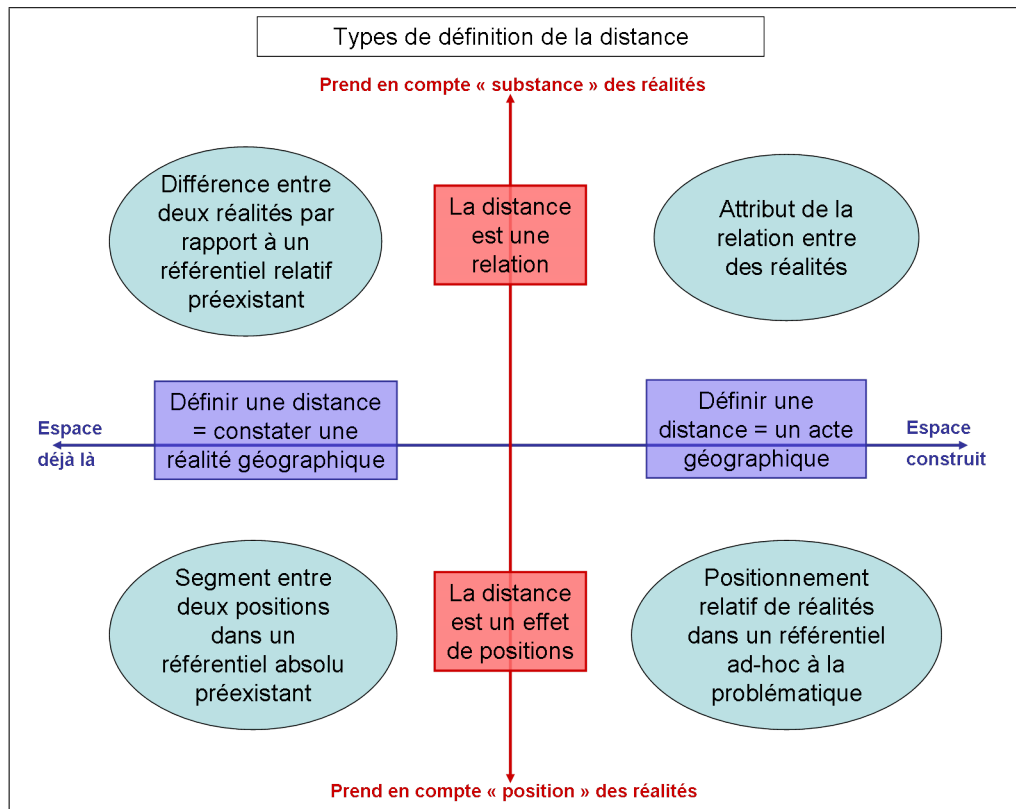 Types de définition de la distance
Prend en compte « substance » des réalités
Différence entre
deux réalités par
rapport à un
référentiel relatif
préexistant
La distance
est une
relation
Attribut de la
relation entre
des réalités
Espace
déjà là
Définir une distance
= constater une
réalité géographique
Définir une
distance = un acte
géographique
Espace
construit
Segment entre
deux positions
dans un
référentiel absolu
préexistant
La distance
est un effet
de positions
Positionnement
relatif de réalités
dans un référentiel
ad-hoc à la
problématique
Prend en compte « position » des réalités